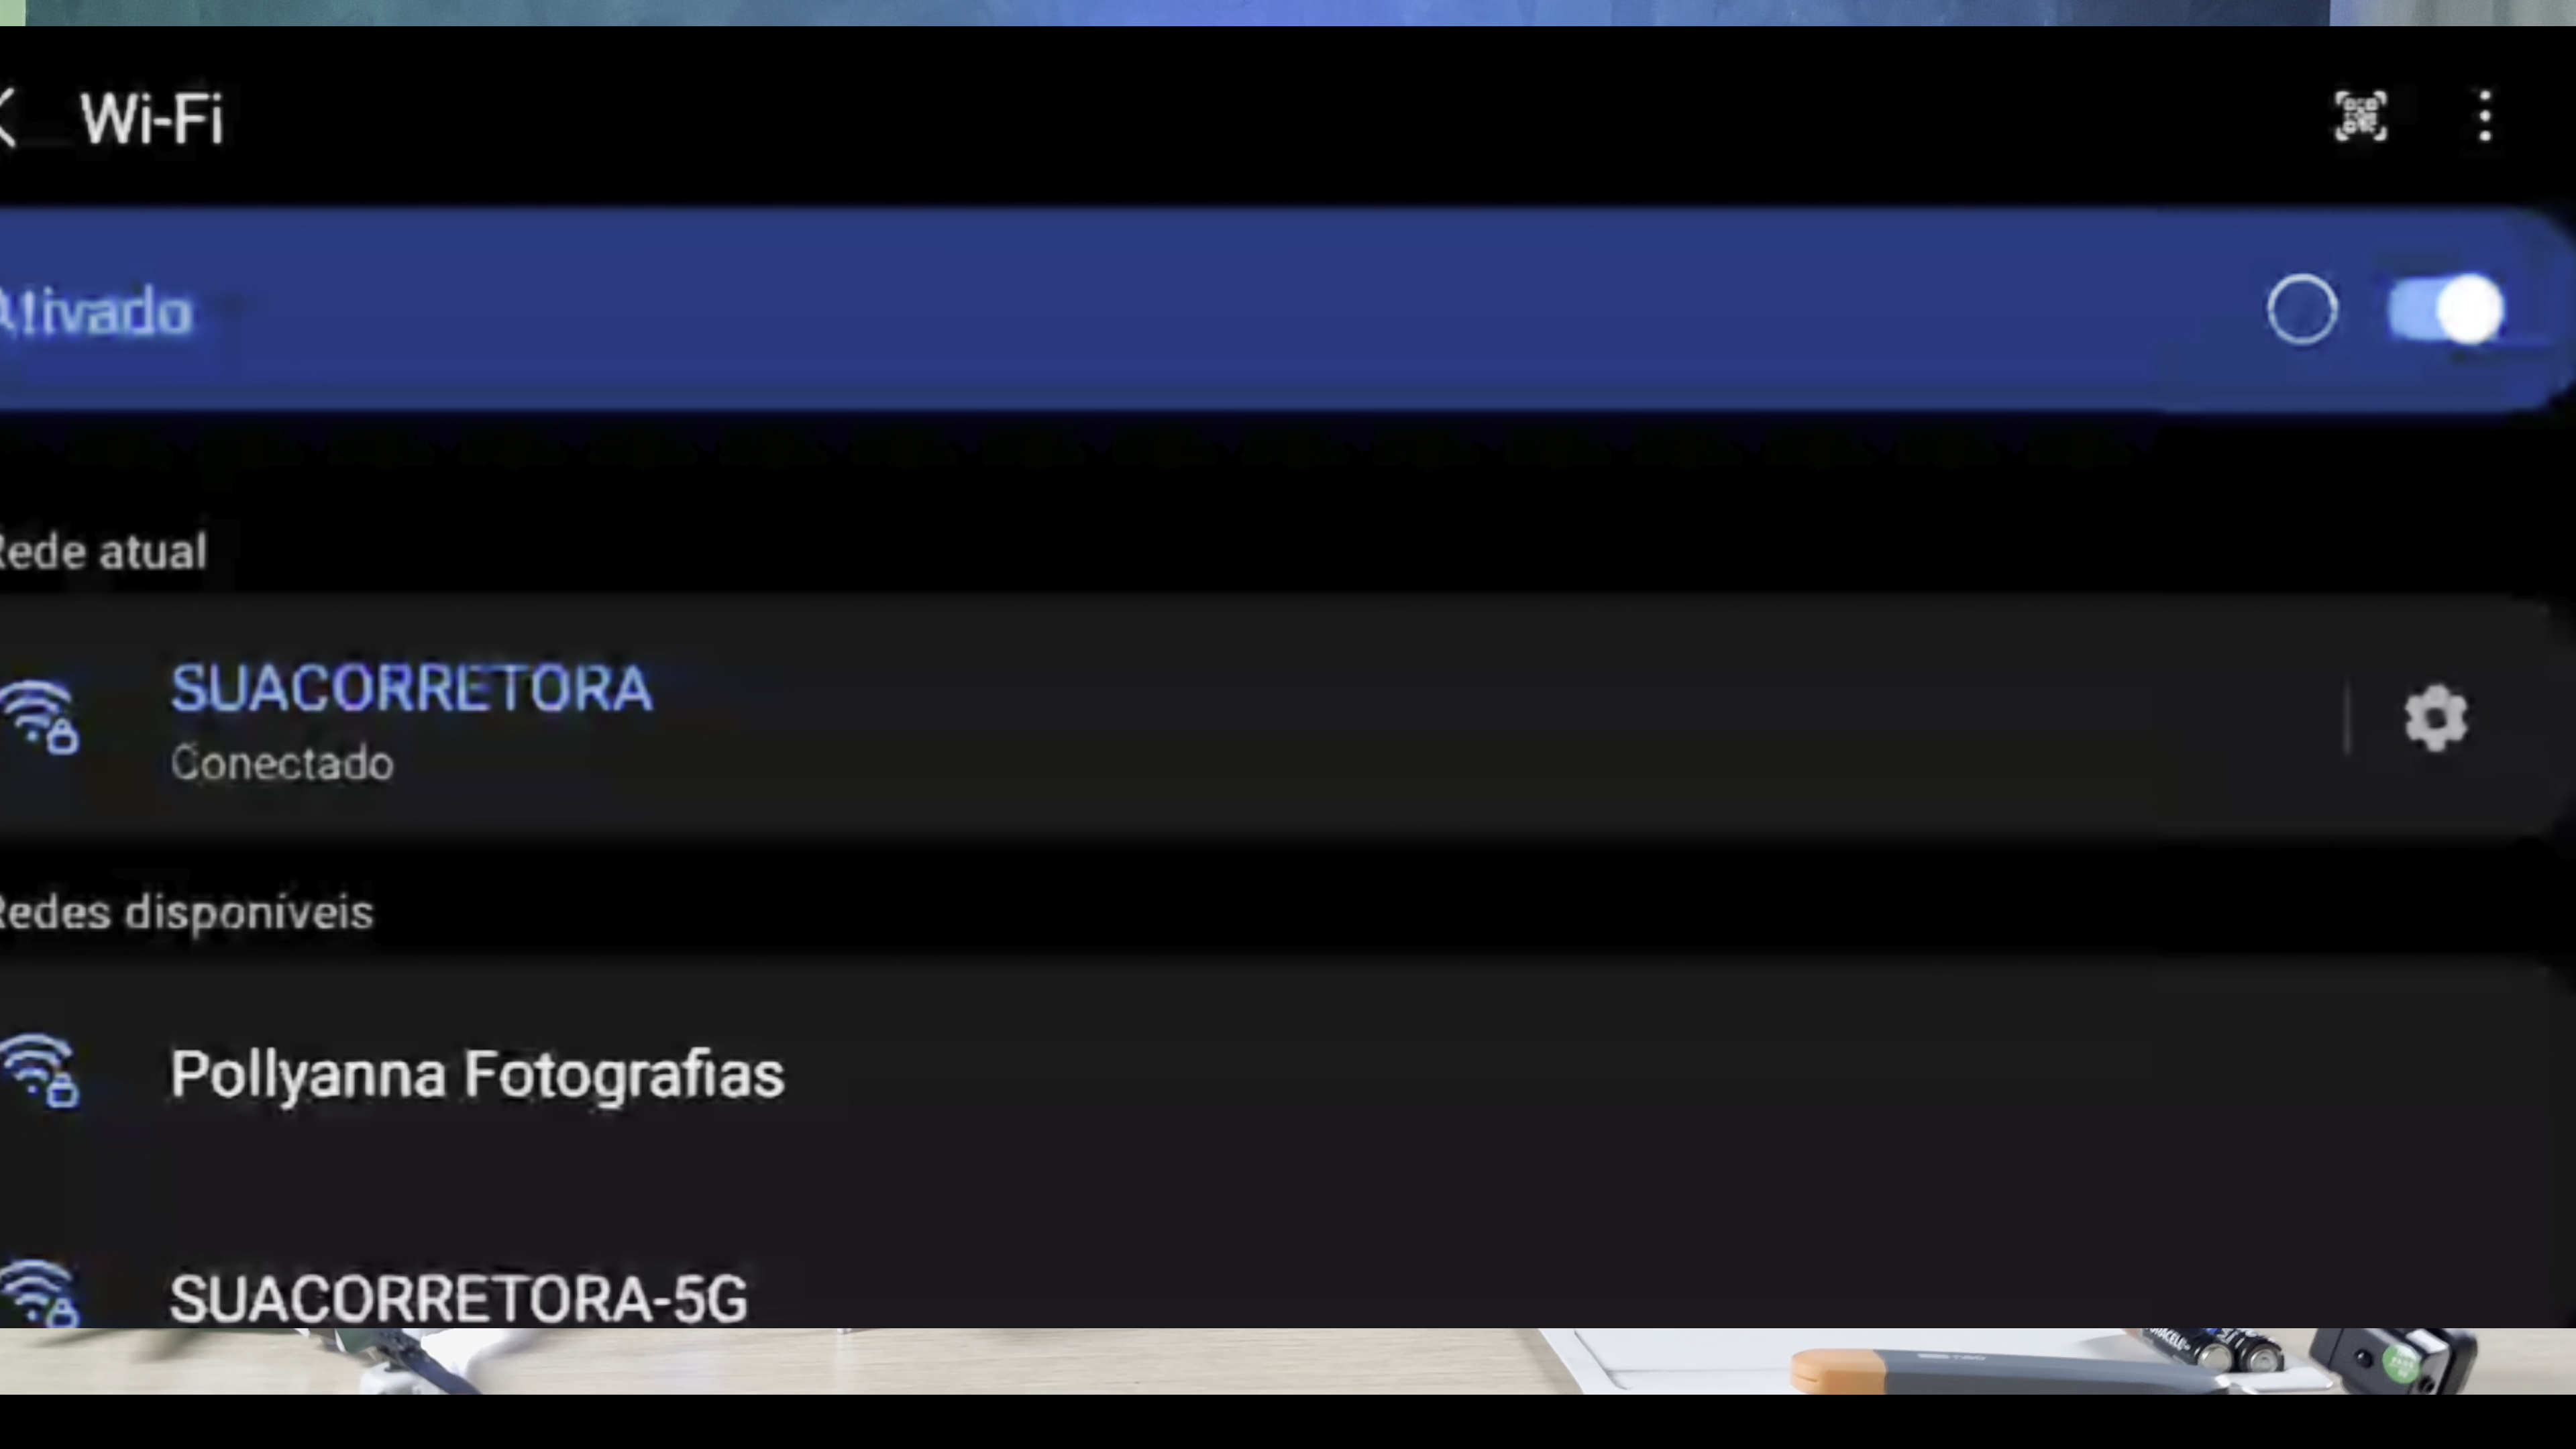 Wi-Fi
Ativado
Rede atual
SUACORRETORA
Conectado
Redes disponíveis
Pollyanna Fotografias
SUACORRETORA-5G